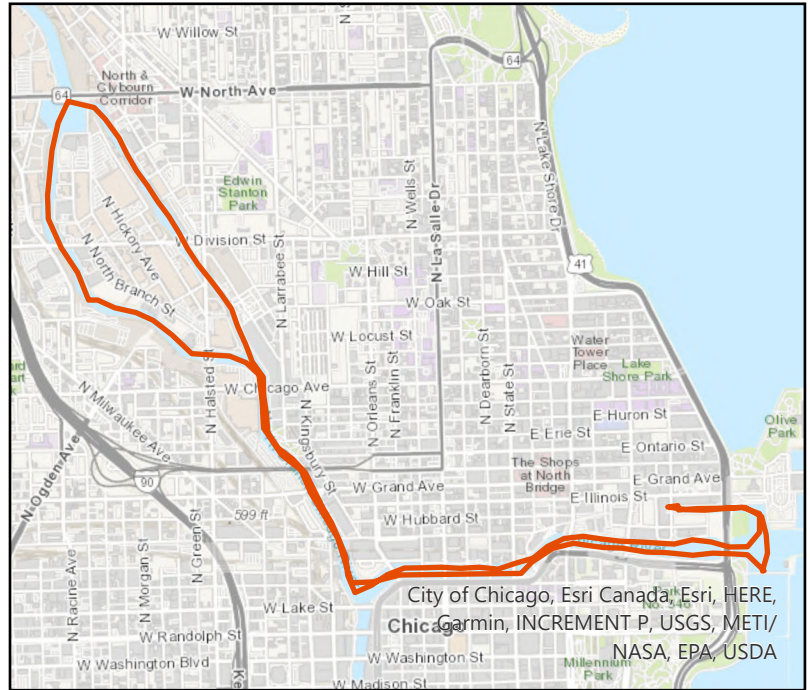 W Willow St
N S
64
North &
Clybourn
Corridor
64
W-North-Ave
N Lake Shore Dr
N Wells St
N-La-Salle-Dr
Edwin
Stanton
Park
N Hickory Ave
W Division St
N Larrabee St
41
W Hill St
N North Branch St
W Oak St
W Locust St
Water
Tower
Place
Lake
Shore Park
N Halsted St
W Chicago Ave
N Orleans St
N Franklin St
N Dearborn St
N State St
N Milwaukee Ave
N Kingsbury St
E Huron St
Olive
Park
E Erie St
E Ontario St
N-Ogden Ave
90
W Grand Ave
The Shops
at North
Bridge
E Grand Ave
E Illinois St
599 ft
W Hubbard St
N Racine Ave
N Morgan St
N Green St
W Lake St
City of Chicago, Esri Canada, Esri, HERE,
Garmin, INCREMENT P, USGS, METI/
NASA, EPA, USDA
Chicago
W Randolph St
W Washington Blvd
W Washington St
Millennium
Park
W Madison St